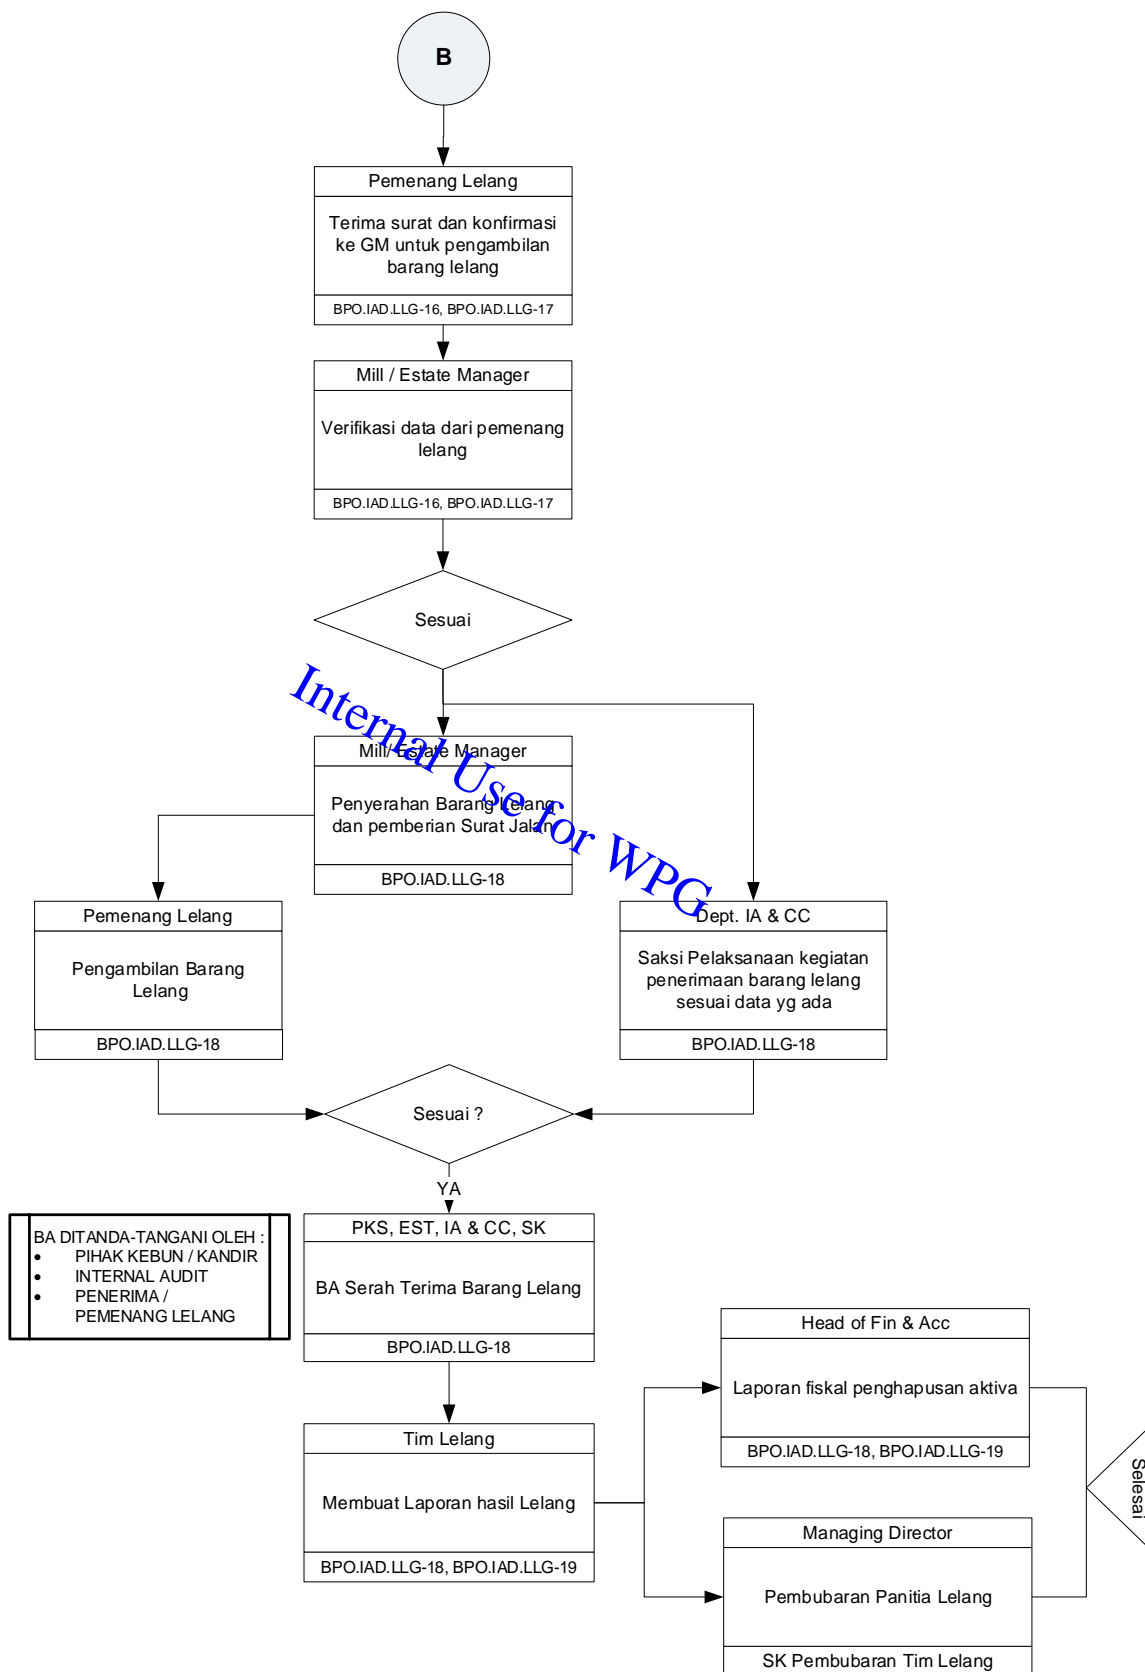 B
Pemenang Lelang
Terima surat dan konfirmasi
ke GM untuk pengambilan
barang lelang
BPO.IAD.LLG-16, BPO.IAD.LLG-17
Mill / Estate Manager
Verifikasi data dari pemenang
lelang
BPO.IAD.LLG-16, BPO.IAD.LLG-17
Sesuai
Internal Use for WPG
Mill/ Estate Manager
Penyerahan Barang Lelang
dan pemberian Surat Jalan
BPO.IAD.LLG-18
Pemenang Lelang
Pengambilan Barang
Lelang
BPO.IAD.LLG-18
Dept. IA & CC
Saksi Pelaksanaan kegiatan
penerimaan barang lelang
sesuai data yg ada
BPO.IAD.LLG-18
Sesuai ?
YA
BA DITANDA-TANGANI OLEH :
• PIHAK KEBUN / KANDIR
• INTERNAL AUDIT
• PENERIMA /
PEMENANG LELANG
PKS, EST, IA & CC, SK
BA Serah Terima Barang Lelang
BPO.IAD.LLG-18
Tim Lelang
Membuat Laporan hasil Lelang
BPO.IAD.LLG-18, BPO.IAD.LLG-19
Head of Fin & Acc
Laporan fiskal penghapusan aktiva
BPO.IAD.LLG-18, BPO.IAD.LLG-19
Selesai
Managing Director
Pembubaran Panitia Lelang
SK Pembubaran Tim Lelang